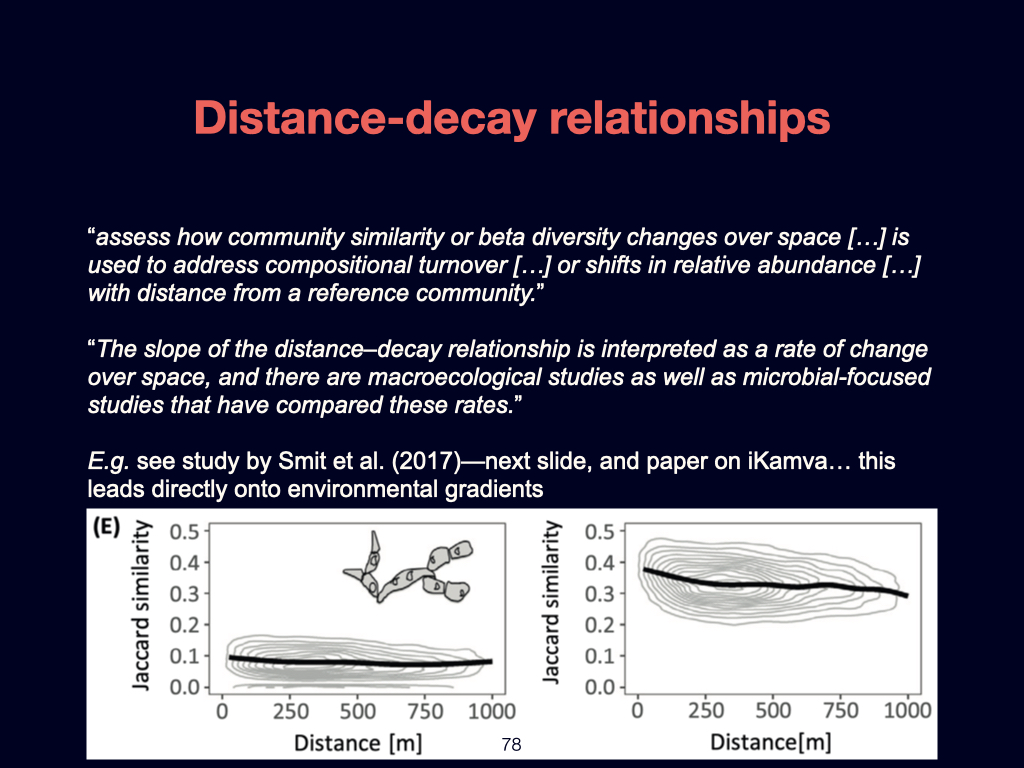 Distance-decay relationships
“assess how community similarity or beta diversity changes over space […] is
used to address compositional turnover […] or shifts in relative abundance […]
with distance from a reference community.”
“The slope of the distance–decay relationship is interpreted as a rate of change
over space, and there are macroecological studies as well as microbial-focused
studies that have compared these rates.”
E.g. see study by Smit et al. (2017)—next slide, and paper on iKamva… this
leads directly onto environmental gradients
(E)
Jaccard similarity
0.5
0.4
0.3
0.2
0.1
0.0
0 250 500 750 1000
Distance [m]
Jaccard similarity
0.5
0.4
0.3
0.2
0.1
0.0
0 250 500 750 1000
Distance[m]
78